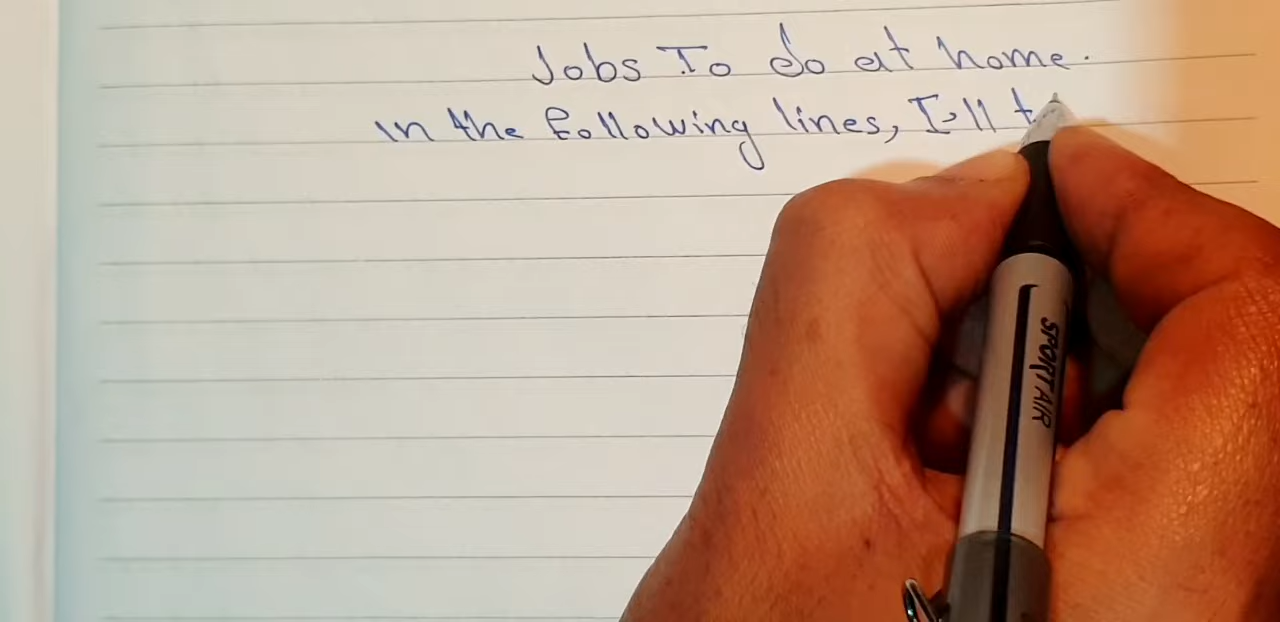 Jobs To do at home.
In the following lines, I'll t
SPORT AIR